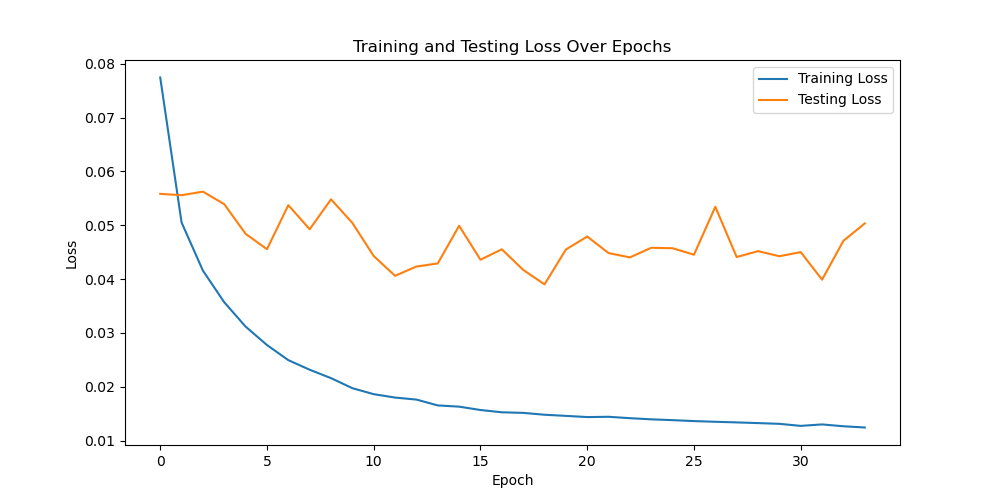 Training and Testing Loss Over Epochs
Training Loss
Testing Loss
0.08
0.07
0.06
0.05
0.04
0.03
0.02
0.01
Loss
0 5 10 15 20 25 30
Epoch